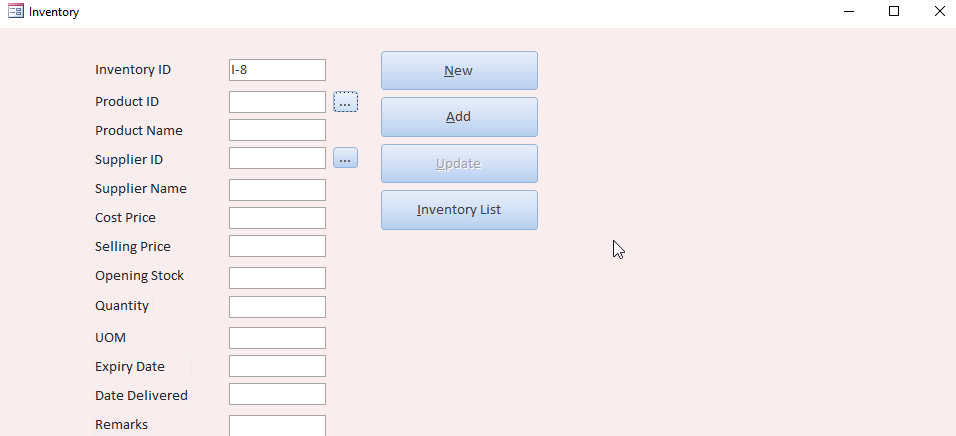 Inventory
Inventory ID I-8
New
Product ID ...
Add
Product Name
Supplier ID ...
Update
Supplier Name
Inventory List
Cost Price
Selling Price
Opening Stock
Quantity
UOM
Expiry Date
Date Delivered
Remarks